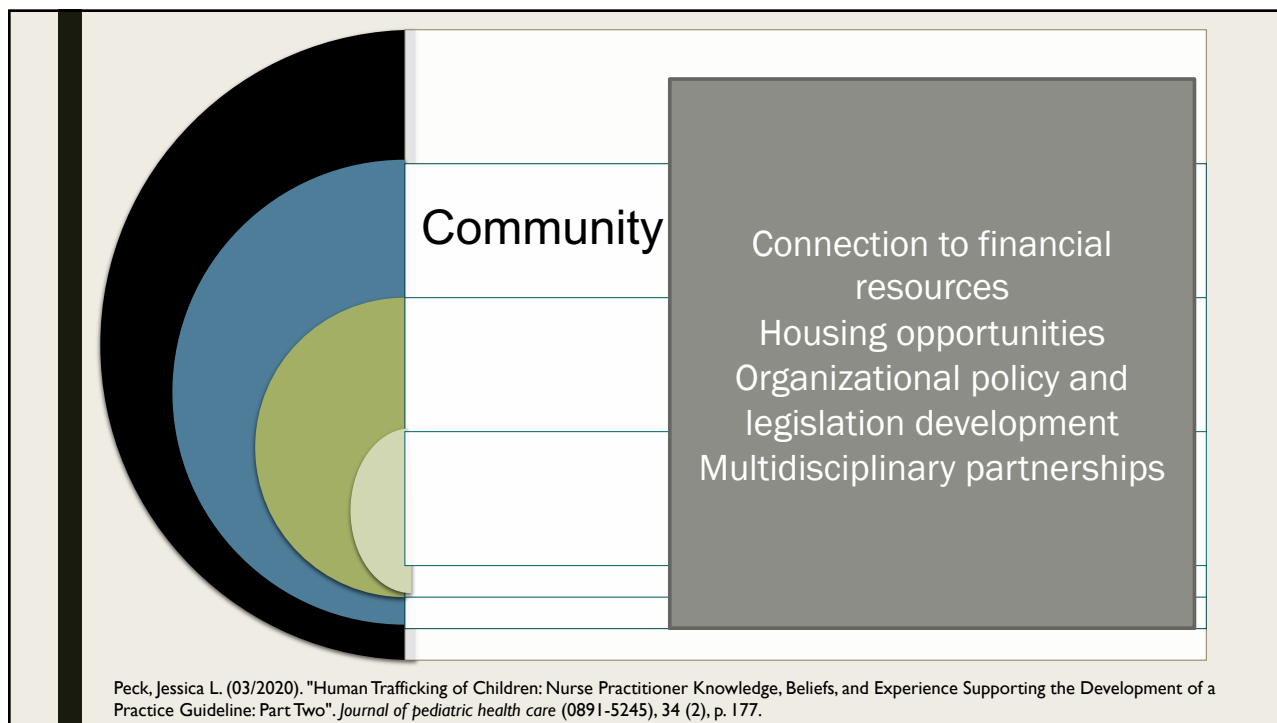 Community
Connection to financial
resources
Housing opportunities
Organizational policy and
legislation development
Multidisciplinary partnerships
Peck, Jessica L. (03/2020). "Human Trafficking of Children: Nurse Practitioner Knowledge, Beliefs, and Experience Supporting the Development of a
Practice Guideline: Part Two". Journal of pediatric health care (0891-5245), 34 (2), p. 177.